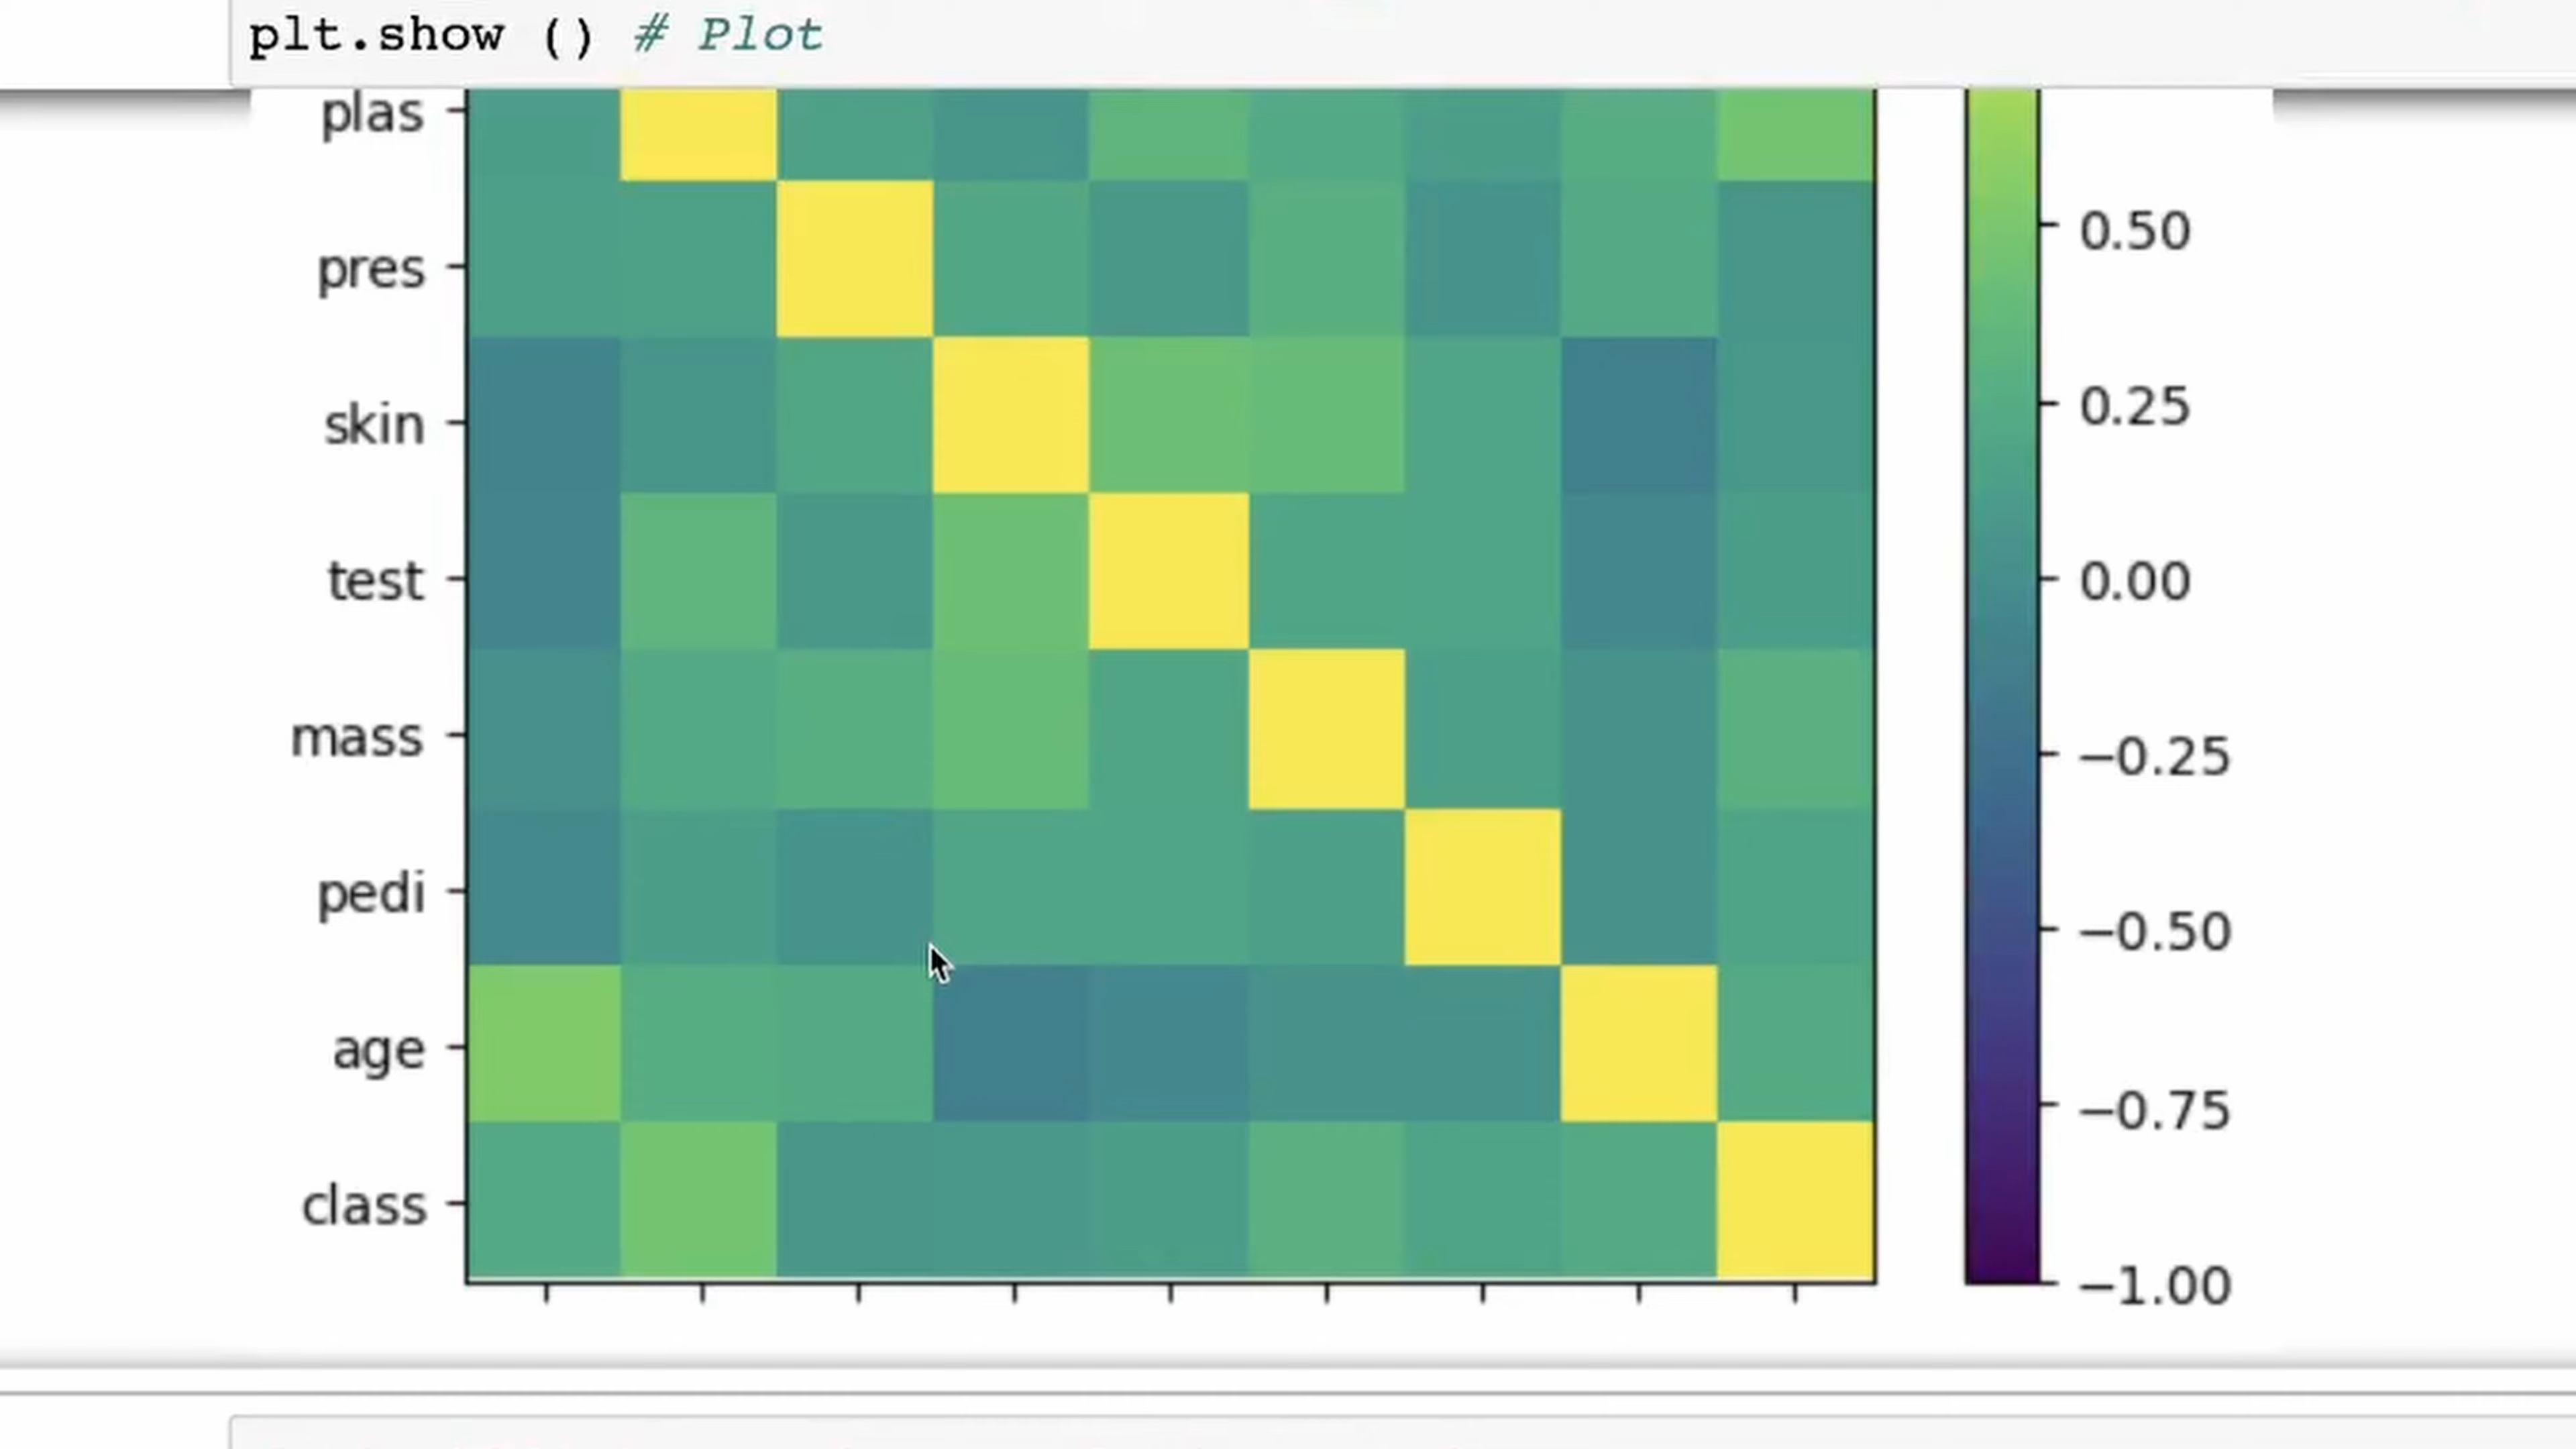 plt.show () # Plot
plas
pres
skin
test
mass
pedi
age
class
0.50
0.25
0.00
−0.25
−0.50
−0.75
−1.00